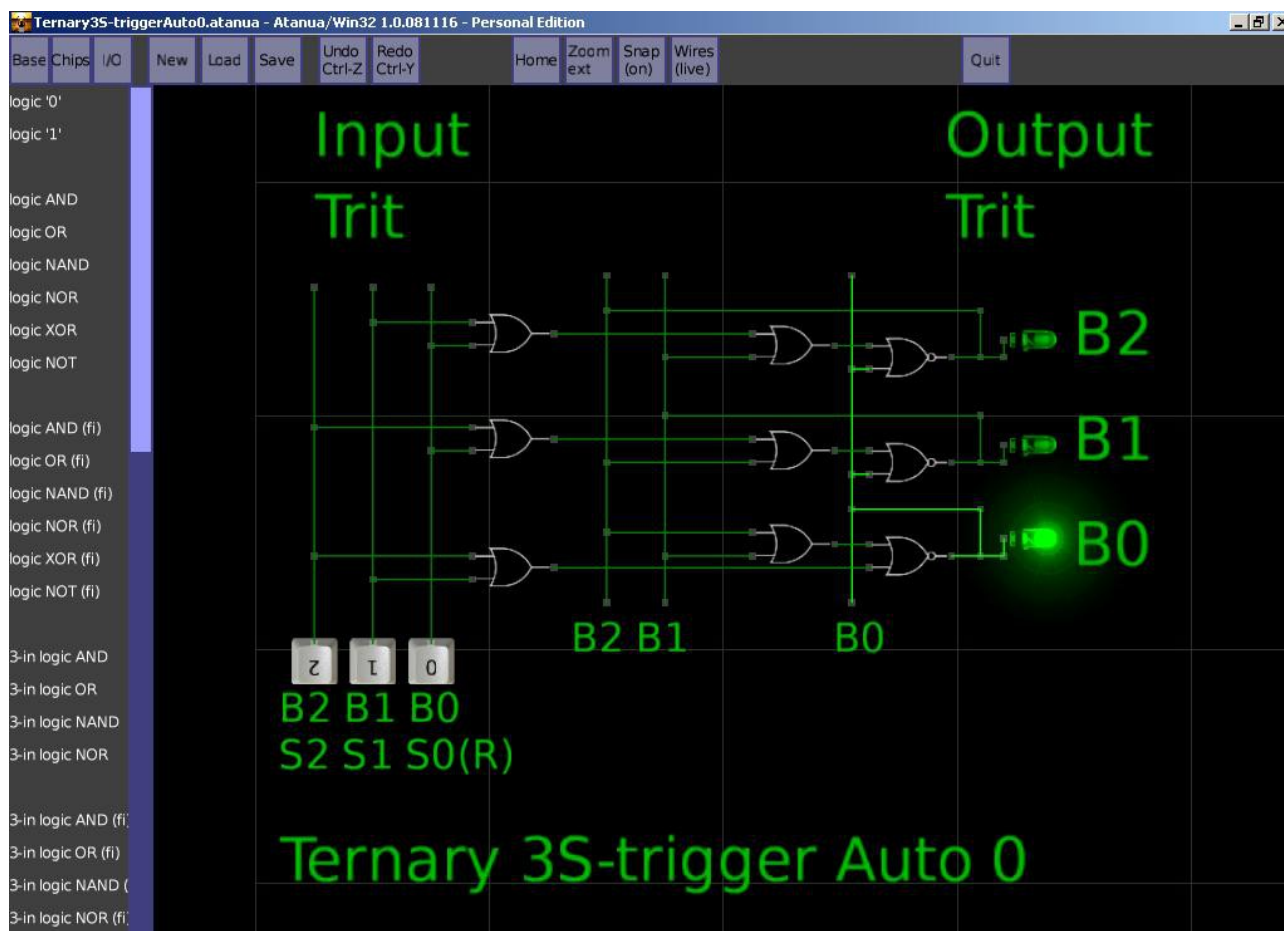 Ternary3S-triggerAuto0.atanua - Atanua/Win32 1.0.081116 - Personal Edition
Base Chips I/O New Load Save Undo Ctrl-Z Redo Ctrl-Y Home Zoom ext Snap (on) Wires (live) Quit
logic '0'
logic '1'
logic AND
logic OR
logic NAND
logic NOR
logic XOR
logic NOT
logic AND (fi)
logic OR (fi)
logic NAND (fi)
logic NOR (fi)
logic XOR (fi)
logic NOT (fi)
3-in logic AND
3-in logic OR
3-in logic NAND
3-in logic NOR
3-in logic AND (fi)
3-in logic OR (fi)
3-in logic NAND (
3-in logic NOR (fi)
Input Output
Trit Trit
B2
B1
B0
B2 B1 B0
2 1 0
B2 B1 B0
S2 S1 S0(R)
Ternary 3S-trigger Auto 0